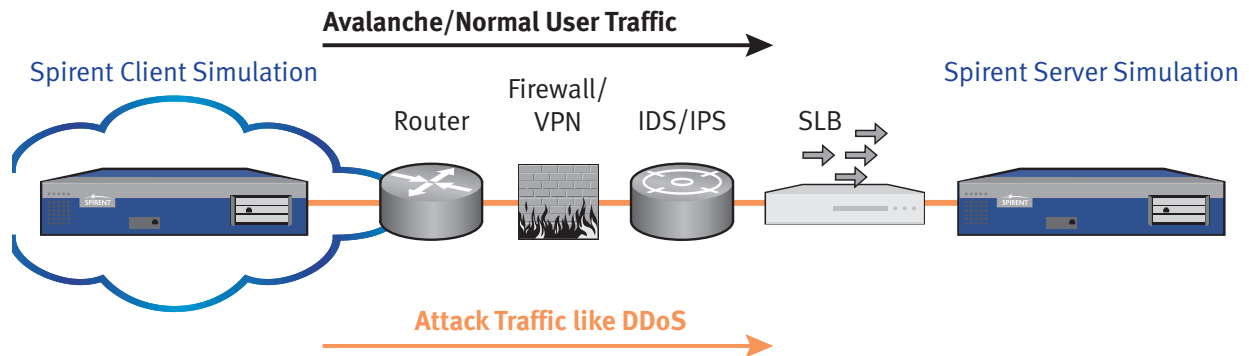 Avalanche/Normal User Traffic
Spirent Client Simulation
Spirent Server Simulation
Router
Firewall/
VPN
IDS/IPS
SLB
SPIRENT
SPIRENT
Attack Traffic like DDoS